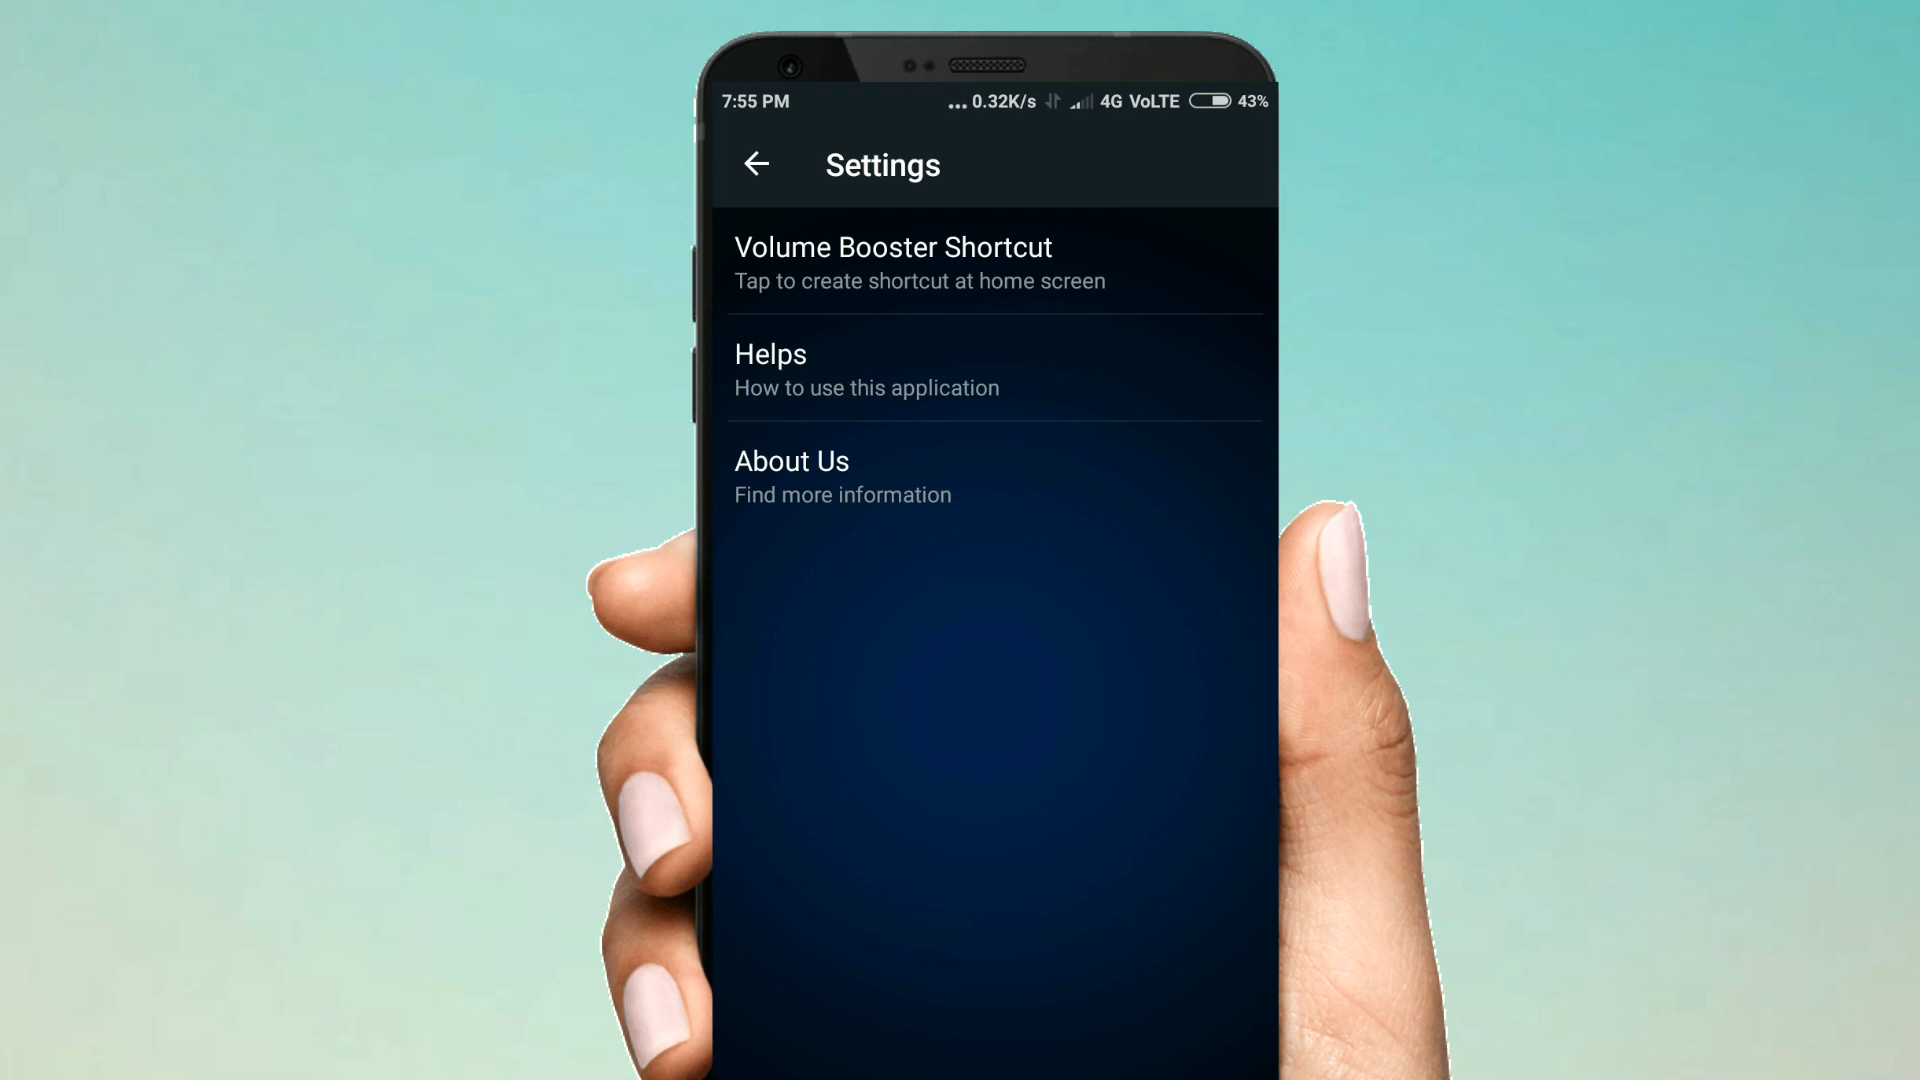 7:55 PM ... 0.32K/s 4G VoLTE 43%
Settings
Volume Booster Shortcut
Tap to create shortcut at home screen
Helps
How to use this application
About Us
Find more information